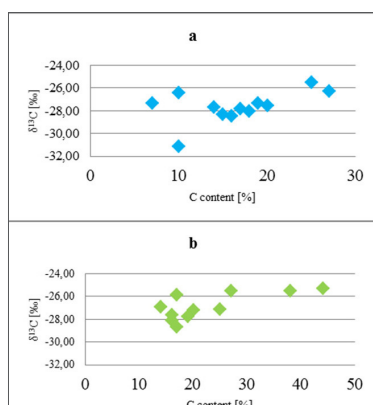 a
-24,00
-26,00
-28,00
-30,00
-32,00
δ¹³C [‰]
0 10 20 30
C content [%]
b
-24,00
-26,00
-28,00
-30,00
-32,00
δ¹³C [‰]
0 10 20 30 40 50
C content [%]